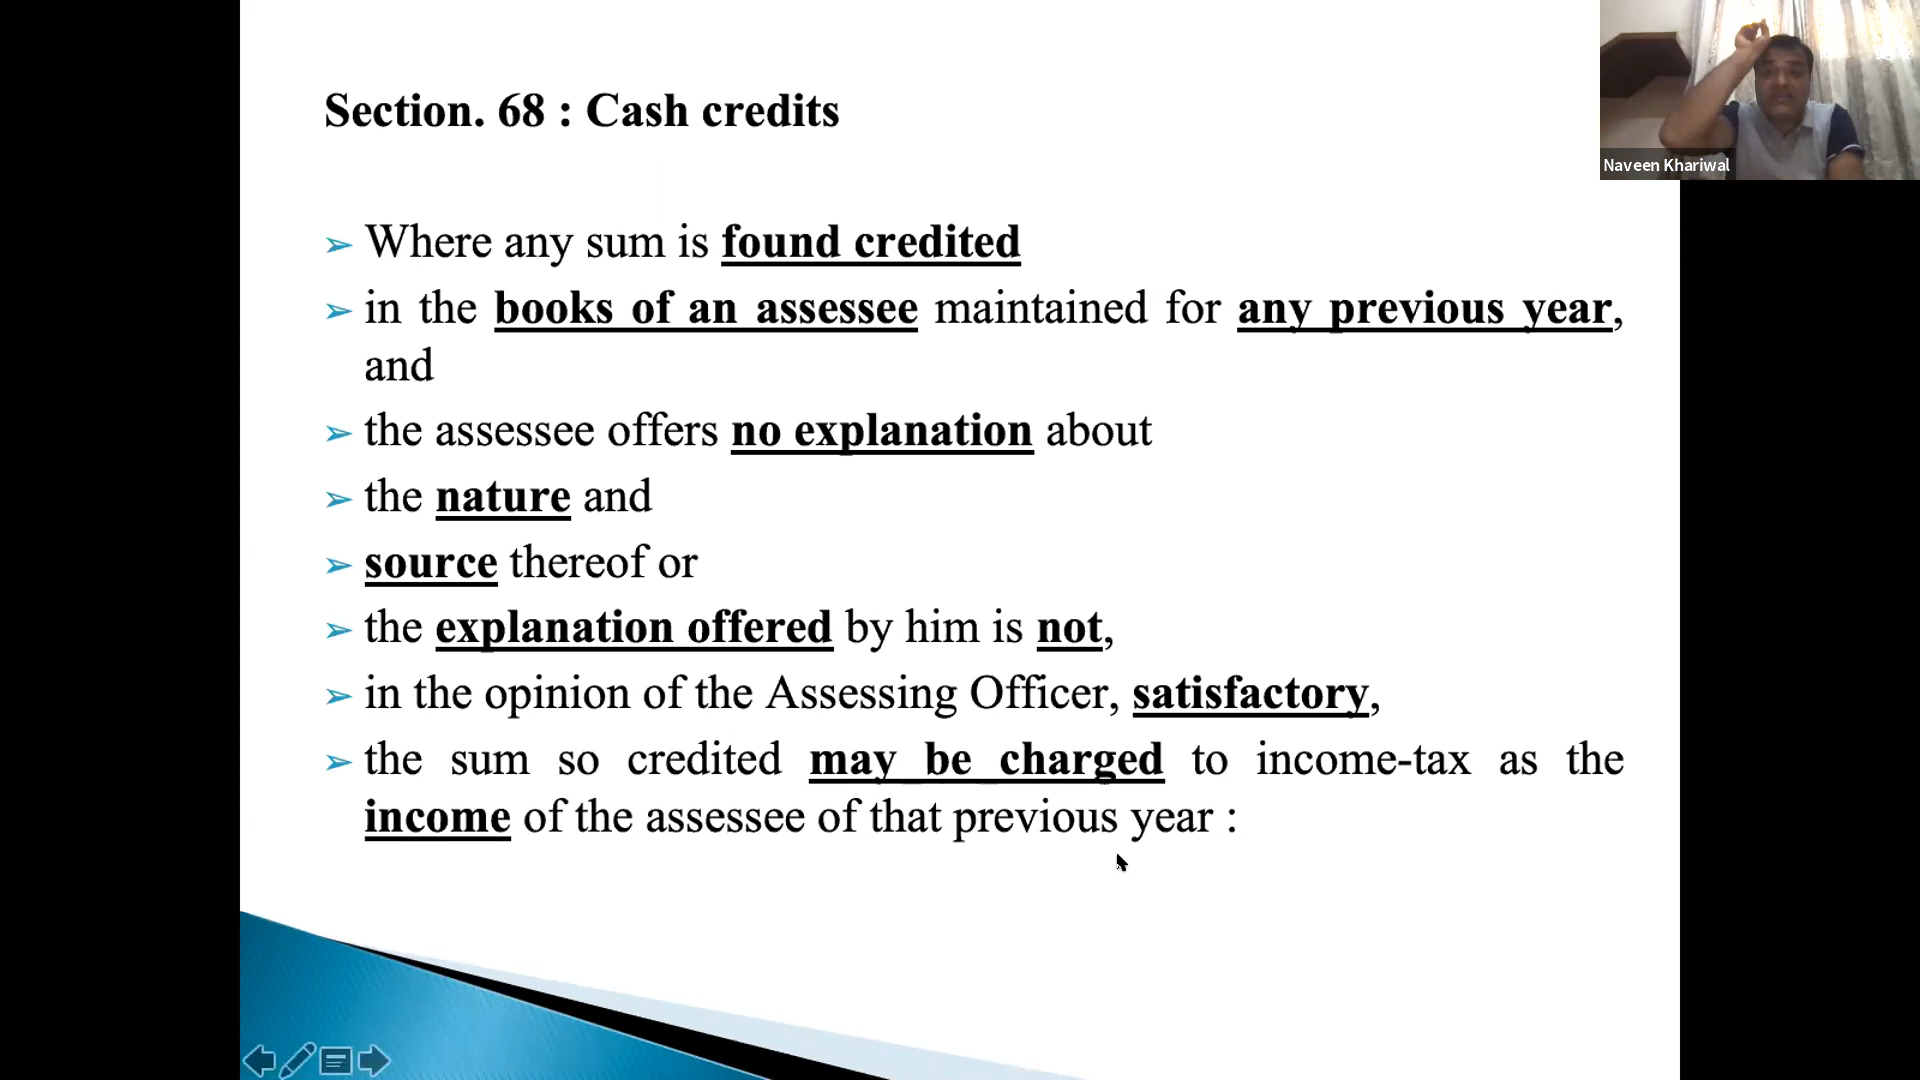 Section. 68 : Cash credits
Naveen Khariwal
➢ Where any sum is found credited
➢ in the books of an assessee maintained for any previous year,
and
➢ the assessee offers no explanation about
➢ the nature and
➢ source thereof or
➢ the explanation offered by him is not,
➢ in the opinion of the Assessing Officer, satisfactory,
➢ the sum so credited may be charged to income-tax as the
income of the assessee of that previous year :